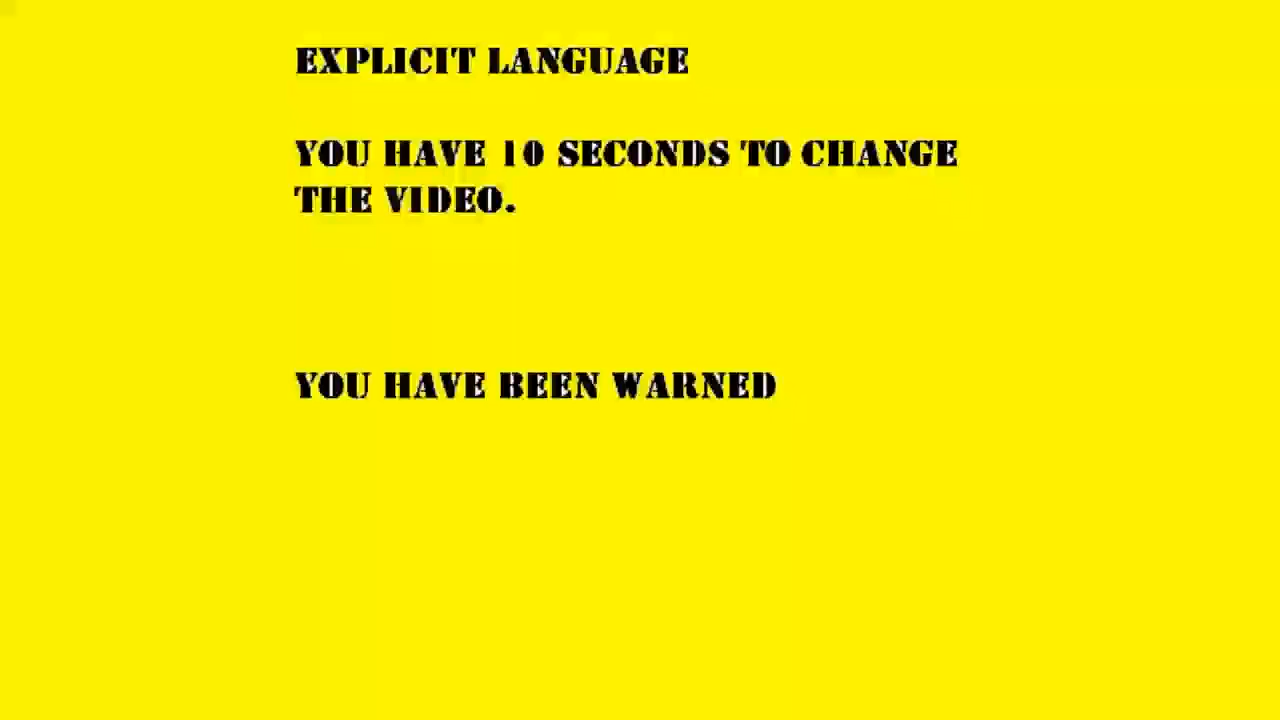 EXPLICIT LANGUAGE
YOU HAVE 10 SECONDS TO CHANGE
THE VIDEO.
YOU HAVE BEEN WARNED